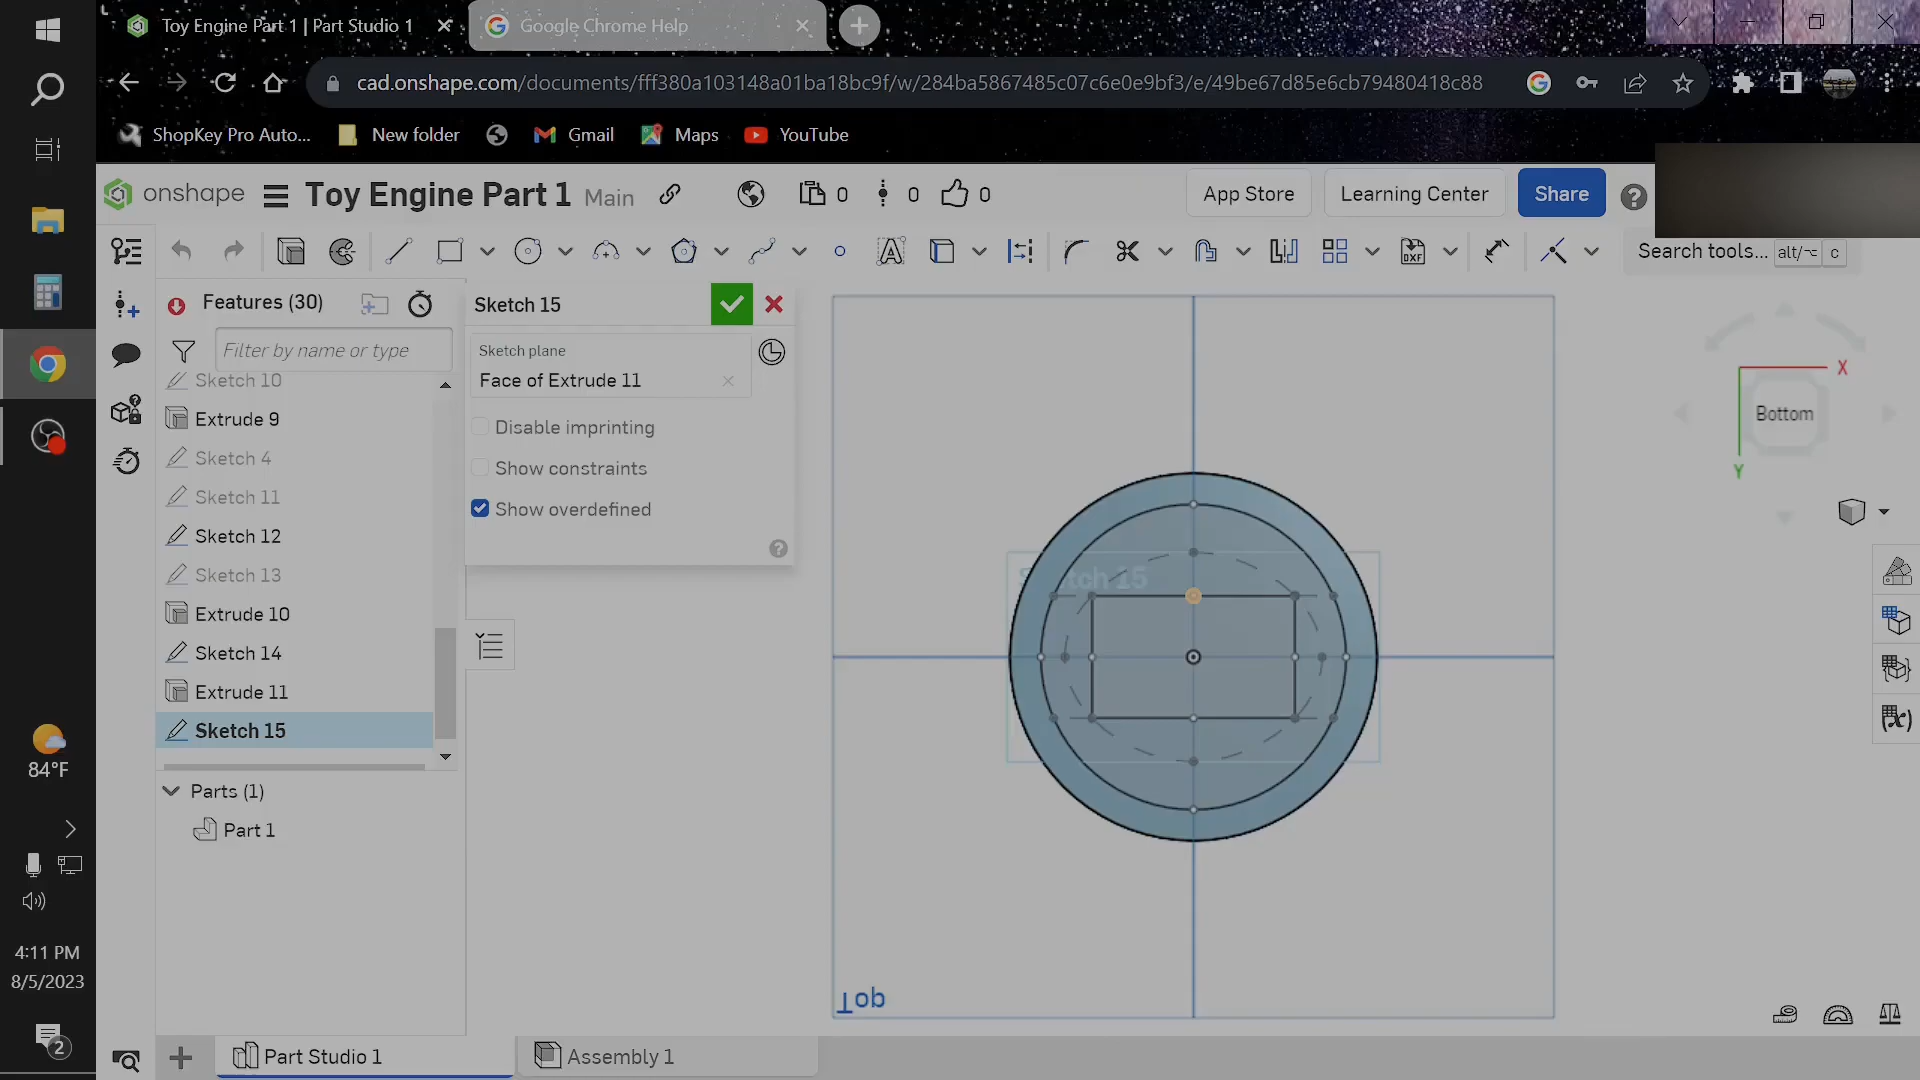 Toy Engine Part 1 | Part Studio 1
Google Chrome Help
cad.onshape.com/documents/fff380a103148a01ba18bc9f/w/284ba5867485c07c6e0e9bf3/e/49be67d85e6cb79480418c88
ShopKey Pro Auto...
New folder
Gmail
Maps
YouTube
onshape
Toy Engine Part 1
Main
0
0
0
App Store
Learning Center
Share
Search tools...
alt/⌥
c
Features (30)
Filter by name or type
Sketch 10
Extrude 9
Sketch 4
Sketch 11
Sketch 12
Sketch 13
Extrude 10
Sketch 14
Extrude 11
Sketch 15
Parts (1)
Part 1
Sketch 15
Sketch plane
Face of Extrude 11
Disable imprinting
Show constraints
Show overdefined
Sketch 15
Top
X
Bottom
Y
84°F
4:11 PM
8/5/2023
2
Part Studio 1
Assembly 1